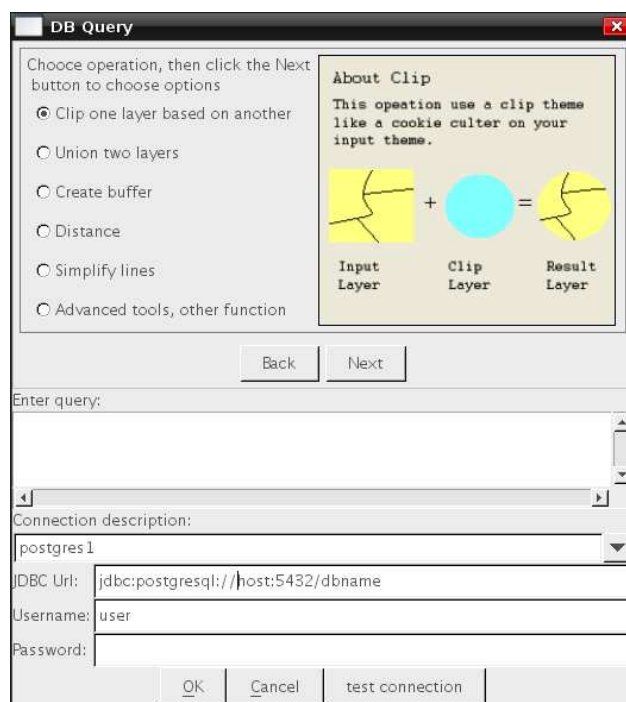 DB Query
Chooce operation, then click the Next
button to choose options
Clip one layer based on another
Union two layers
Create buffer
Distance
Simplify lines
Advanced tools, other function
About Clip
This opeation use a clip theme
like a cookie culter on your
input theme.
+ =
Input Layer
Clip Layer
Result Layer
Back Next
Enter query:
Connection description:
postgres1
JDBC Url: jdbc:postgresql://host:5432/dbname
Username: user
Password:
OK Cancel test connection